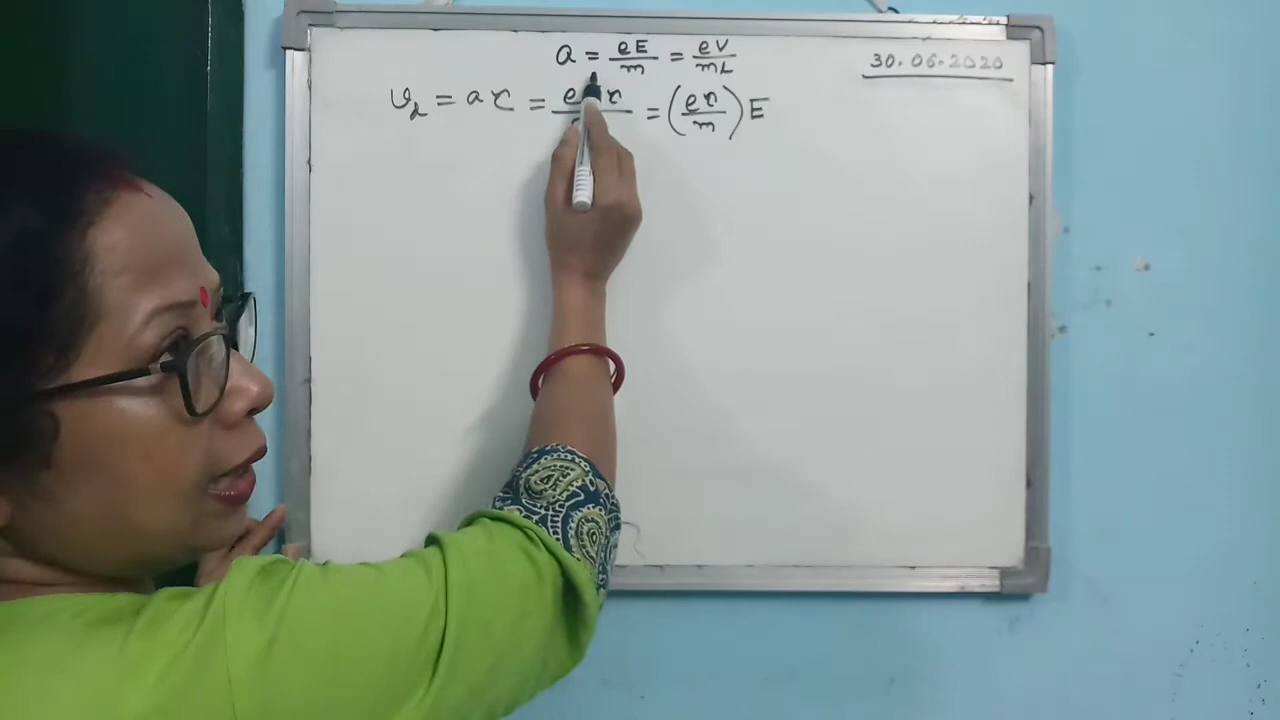 a = eE/m = eV/mL
30.06.2020
v_d = aτ = e τ = (eτ/m) E